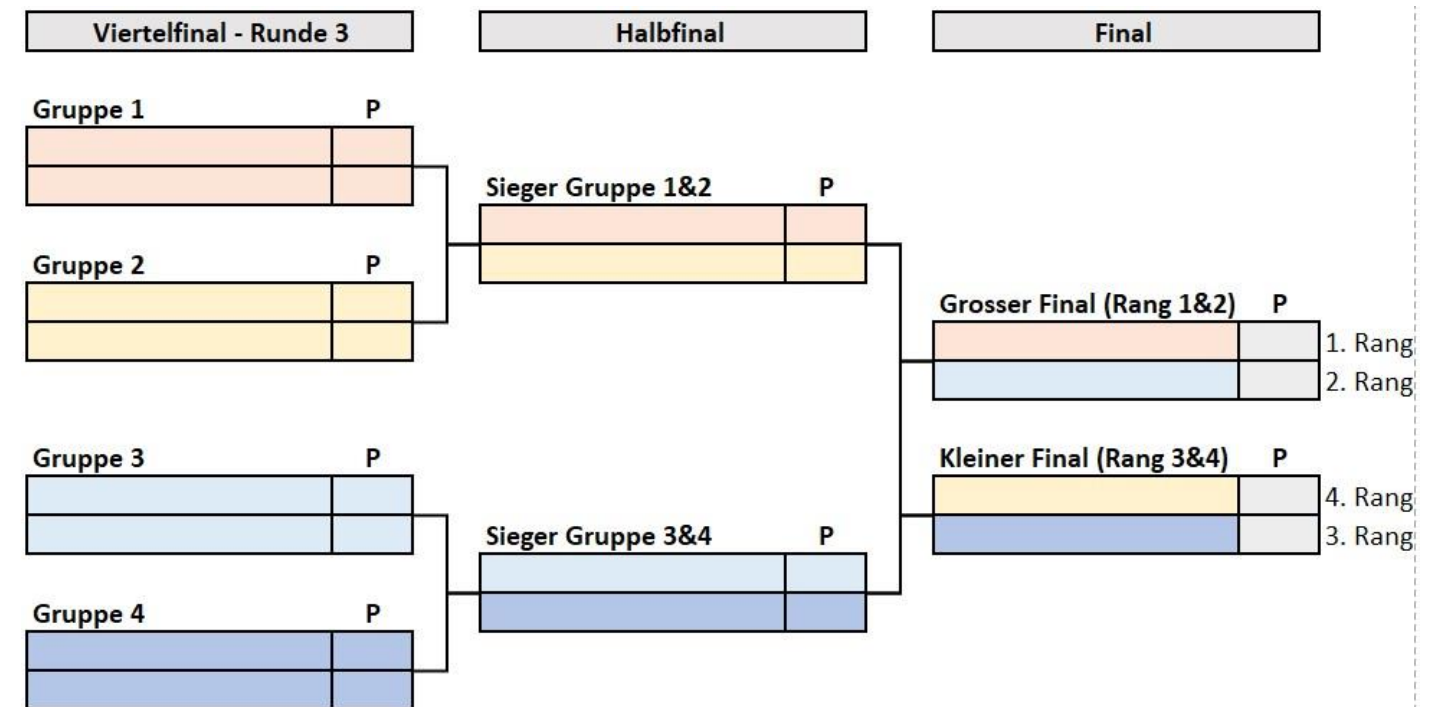 Viertelfinal - Runde 3
Halbfinal
Final
Gruppe 1 P
Sieger Gruppe 1&2 P
Gruppe 2 P
Grosser Final (Rang 1&2) P
1. Rang
2. Rang
Gruppe 3 P
Kleiner Final (Rang 3&4) P
4. Rang
3. Rang
Sieger Gruppe 3&4 P
Gruppe 4 P